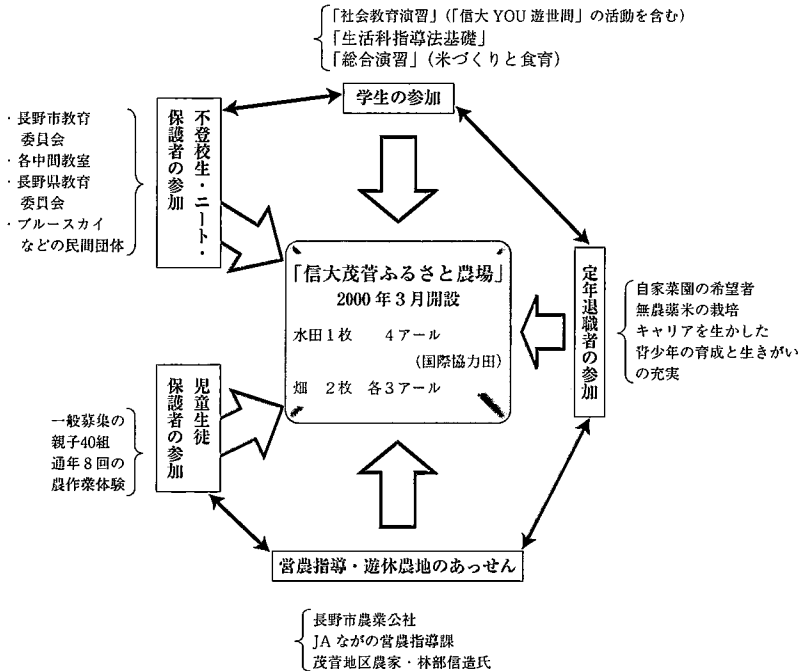 「社会教育演習」(「信大YOU遊世間」の活動を含む)
「生活科指導法基礎」
「総合演習」(米づくりと食育)
学生の参加
不登校生・ニート・
保護者の参加
・長野市教育
委員会
・各中間教室
・長野県教育
委員会
・ブルースカイ
などの民間団体
「信大茂菅ふるさと農場」
2000年3月開設
水田1枚 4アール
(国際協力田)
畑 2枚 各3アール
定年退職者の参加
自家菜園の希望者
無農薬米の栽培
キャリアを生かした
青少年の育成と生きがい
の充実
児童生徒
保護者の参加
一般募集の
親子40組
通年8回の
農作業体験
営農指導・遊休農地のあっせん
長野市農業公社
JAながの営農指導課
茂菅地区農家・林部信造氏